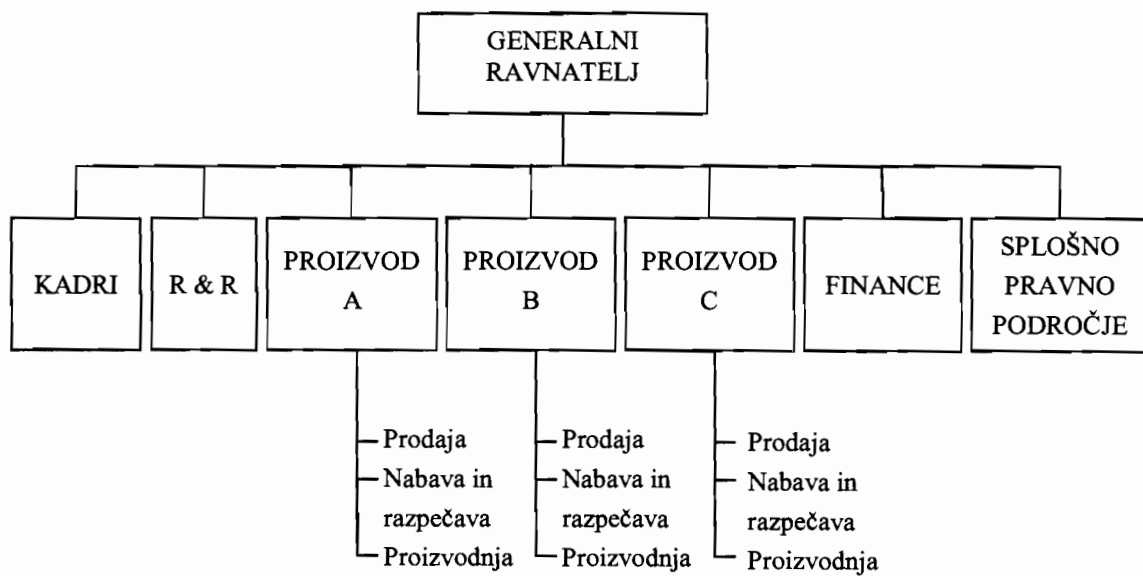 GENERALNI
RAVNATELJ
KADRI
R & R
PROIZVOD
A
PROIZVOD
B
PROIZVOD
C
FINANCE
SPLOŠNO
PRAVNO
PODROČJE
Prodaja
Nabava in
razpečava
Proizvodnja
Prodaja
Nabava in
razpečava
Proizvodnja
Prodaja
Nabava in
razpečava
Proizvodnja